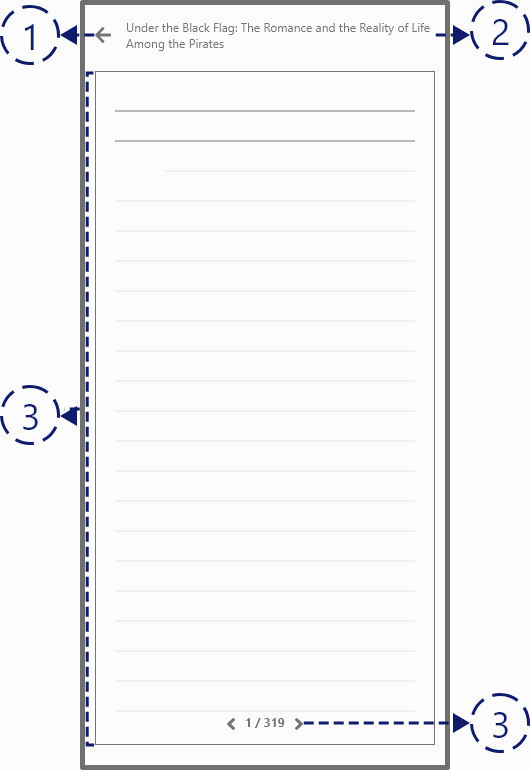 1
Under the Black Flag: The Romance and the Reality of Life
Among the Pirates
2
3
1 / 319
3